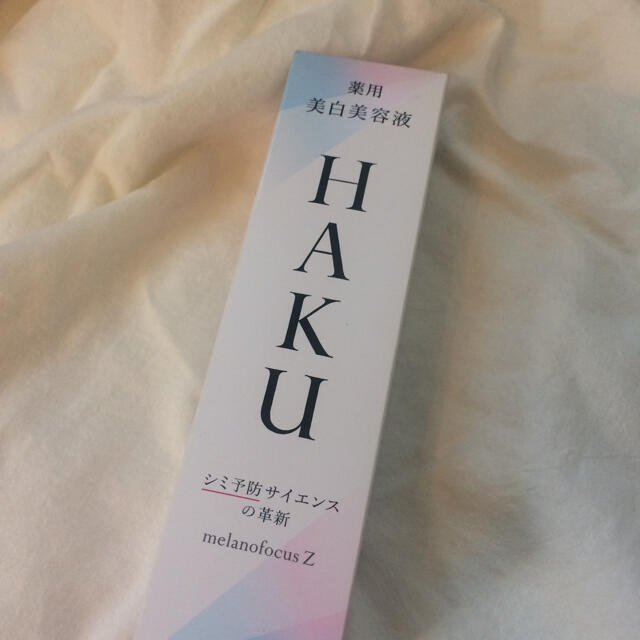 薬用
美白美容液
HAKU
シミ予防サイエンス
の革新
melanofocus Z